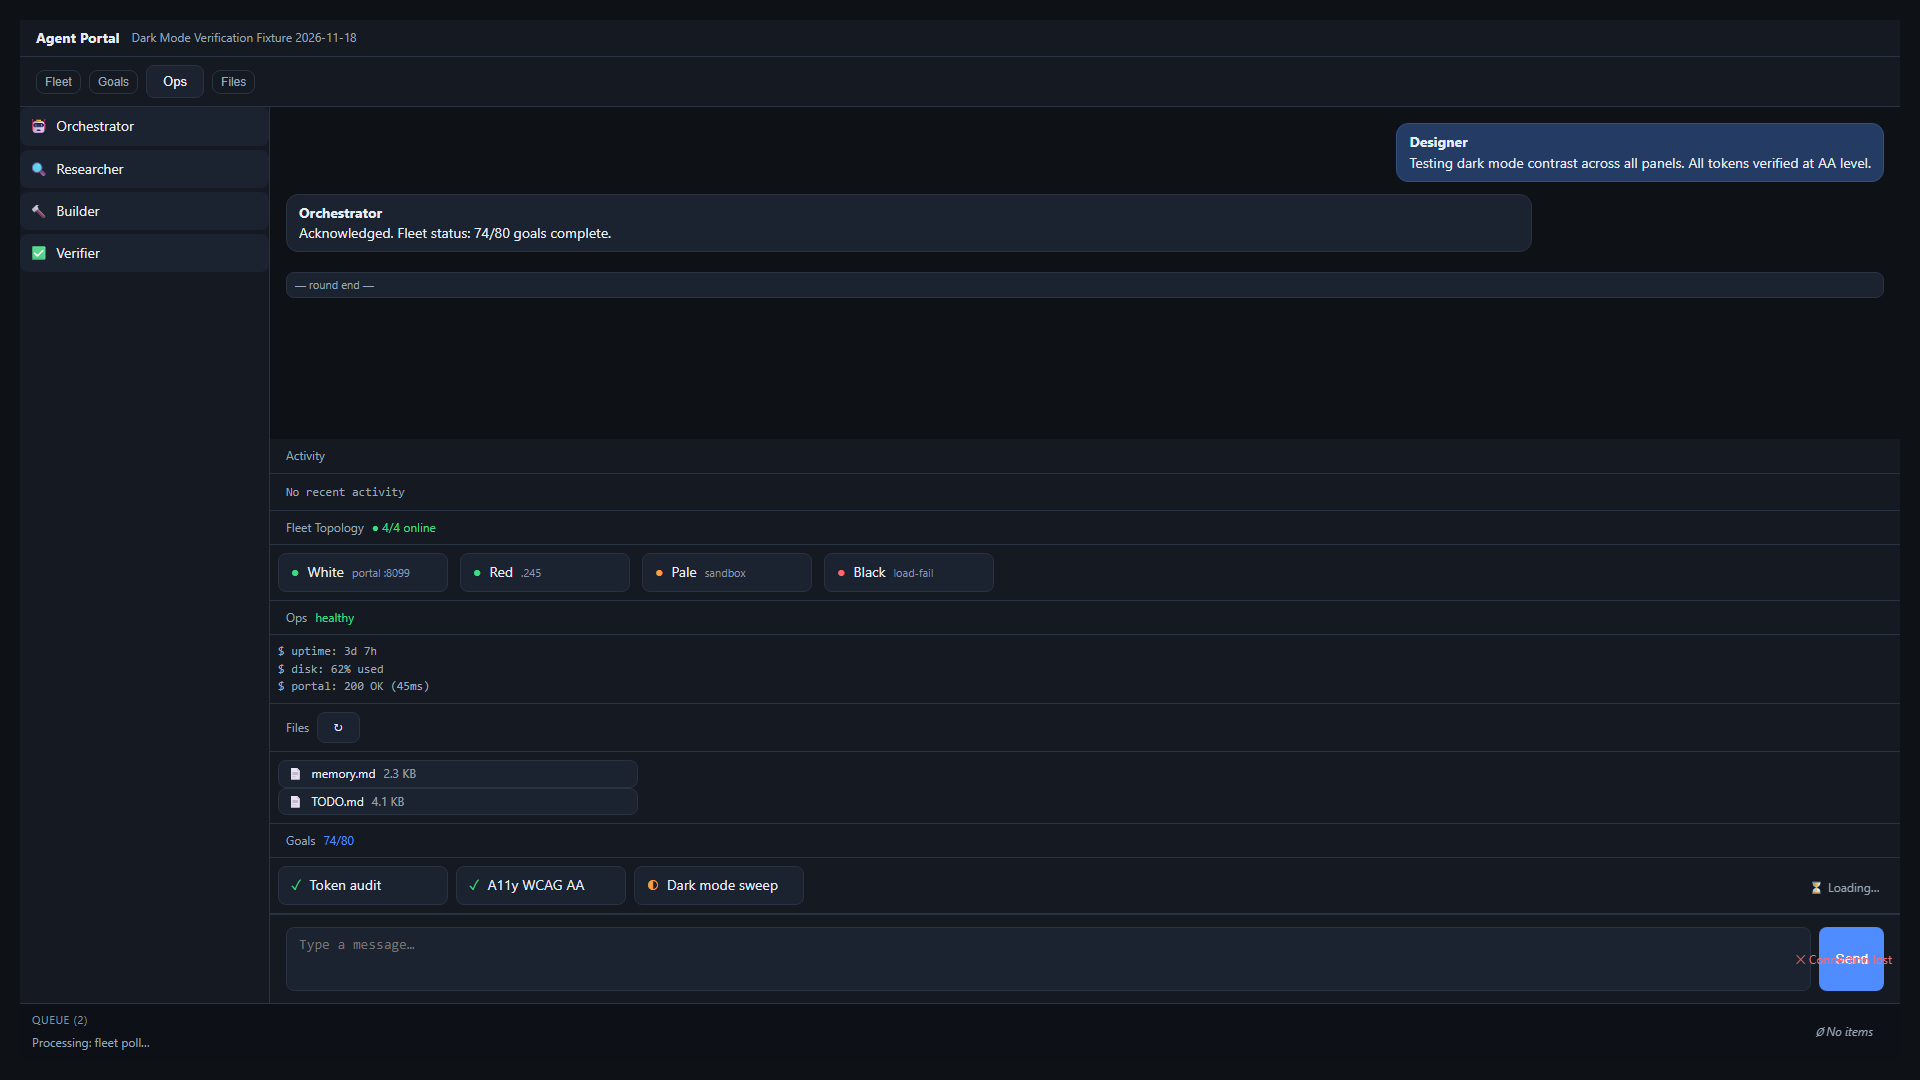 Agent Portal Dark Mode Verification Fixture 2026-11-18
Fleet Goals Ops Files
Orchestrator
Researcher
Builder
Verifier
Designer
Testing dark mode contrast across all panels. All tokens verified at AA level.
Orchestrator
Acknowledged. Fleet status: 74/80 goals complete.
— round end —
Activity
No recent activity
Fleet Topology ● 4/4 online
● White portal :8099
● Red .245
● Pale sandbox
● Black load-fail
Ops healthy
$ uptime: 3d 7h
$ disk: 62% used
$ portal: 200 OK (45ms)
Files ↻
memory.md 2.3 KB
TODO.md 4.1 KB
Goals 74/80
✓ Token audit
✓ A11y WCAG AA
◐ Dark mode sweep
⏳ Loading...
Type a message…
Send
✕ Connection lost
QUEUE (2)
Processing: fleet poll...
Ø No items